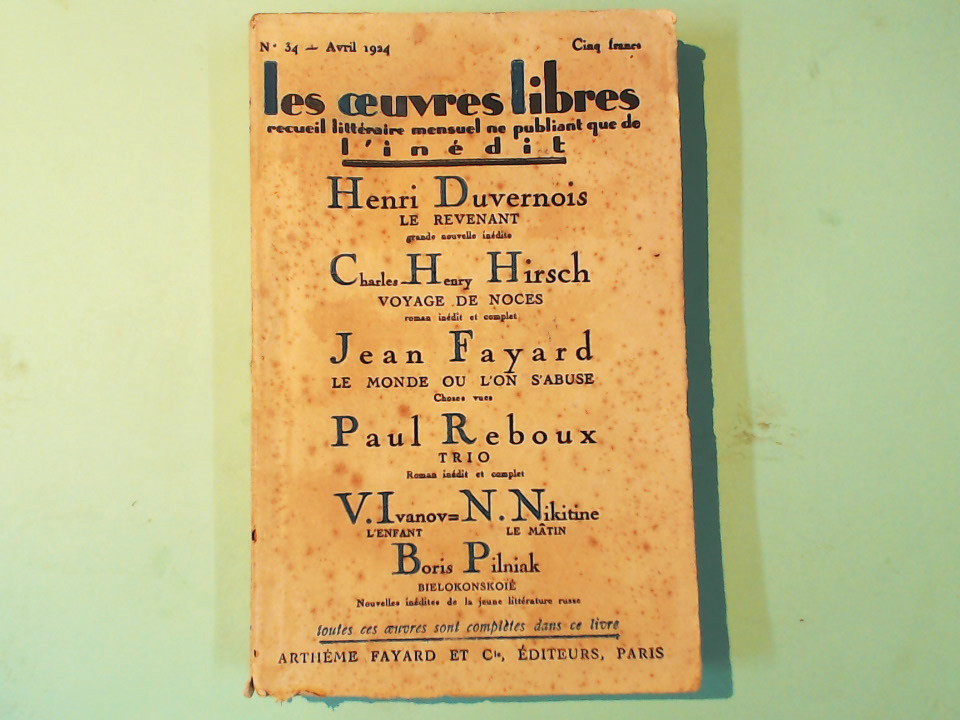 N° 34 — Avril 1924 Cinq francs
les œuvres libres
recueil littéraire mensuel ne publiant que de
l'inédit
Henri Duvernois
LE REVENANT
grande nouvelle inédite
Charles-Henry Hirsch
VOYAGE DE NOCES
roman inédit et complet
Jean Fayard
LE MONDE OU L'ON S'ABUSE
Choses vues
Paul Reboux
TRIO
Roman inédit et complet
V. Ivanov = N. Nikitine
L'ENFANT LE MÂTIN
Boris Pilniak
BIELOKONSKOIË
Nouvelles inédites de la jeune littérature russe
toutes ces œuvres sont complètes dans ce livre
ARTHÈME FAYARD ET Cie, ÉDITEURS, PARIS